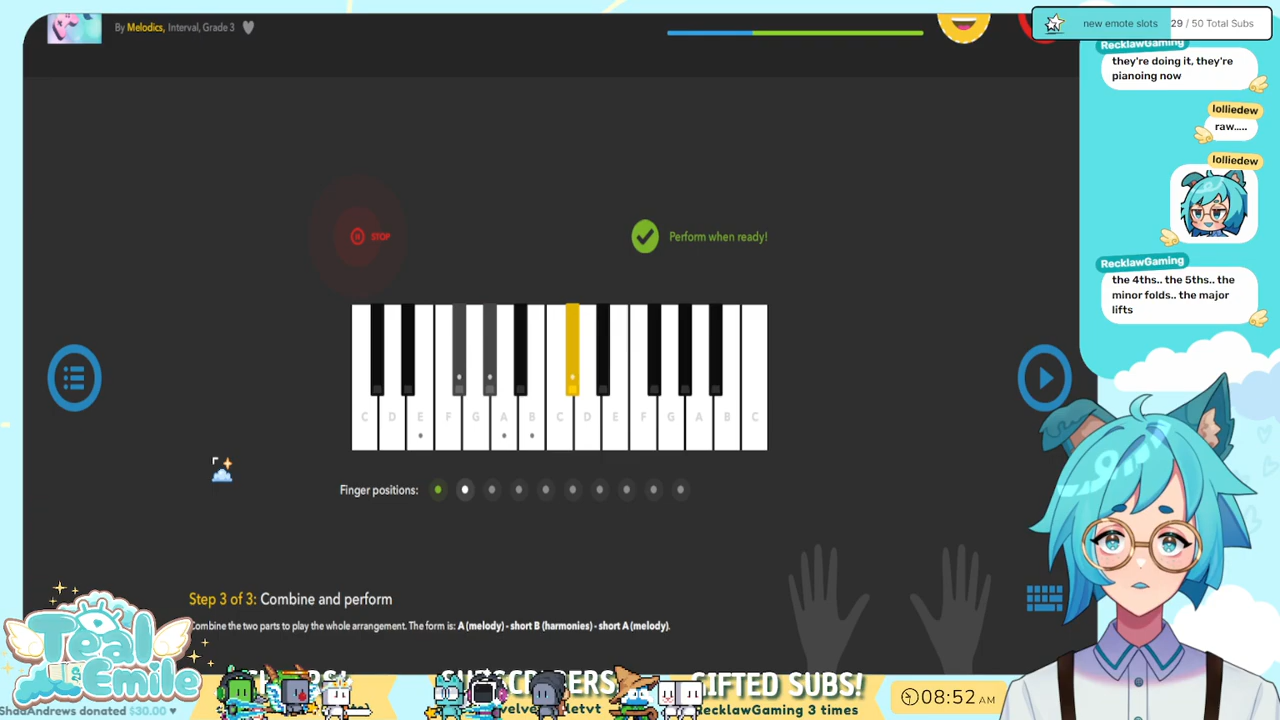 By Melodics, Interval, Grade 3
new emote slots 29 / 50 Total Subs
RecklawGaming
they're doing it, they're
pianoing now
lolliedew
raw.....
lolliedew
RecklawGaming
the 4ths.. the 5ths.. the
minor folds.. the major
lifts
STOP
Perform when ready!
C D E F G A B C D E F G A B C
Finger positions:
Step 3 of 3: Combine and perform
Combine the two parts to play the whole arrangement. The form is: A (melody) - short B (harmonies) - short A (melody).
Teal
Emile
GIFTED SUBS!
RecklawGaming 3 times
08:52 AM
ShadAndrews donated $30.00